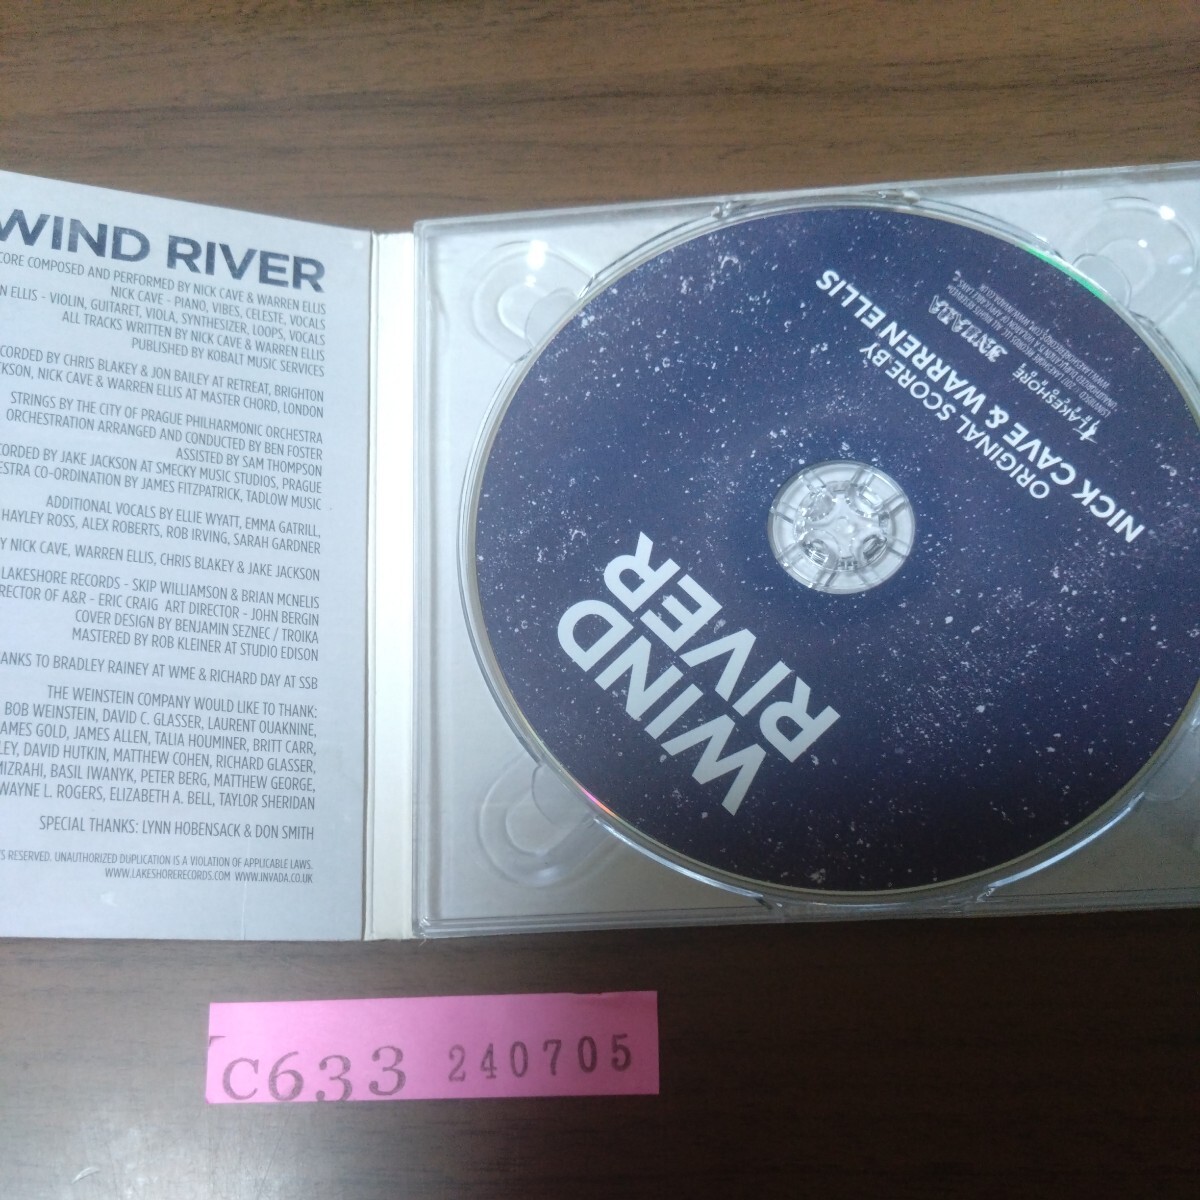 WIND RIVER
CORE COMPOSED AND PERFORMED BY NICK CAVE & WARREN ELLIS
NICK CAVE - PIANO, VIBES, CELESTE, VOCALS
N ELLIS - VIOLIN, GUITARET, VIOLA, SYNTHESIZER, LOOPS, VOCALS
ALL TRACKS WRITTEN BY NICK CAVE & WARREN ELLIS
PUBLISHED BY KOBALT MUSIC SERVICES
CORDED BY CHRIS BLAKEY & JON BAILEY AT RETREAT, BRIGHTON
CKSON, NICK CAVE & WARREN ELLIS AT MASTER CHORD, LONDON
STRINGS BY THE CITY OF PRAGUE PHILHARMONIC ORCHESTRA
ORCHESTRATION ARRANGED AND CONDUCTED BY BEN FOSTER
ASSISTED BY SAM THOMPSON
CORDED BY JAKE JACKSON AT SMECKY MUSIC STUDIOS, PRAGUE
ESTRA CO-ORDINATION BY JAMES FITZPATRICK, TADLOW MUSIC
ADDITIONAL VOCALS BY ELLIE WYATT, EMMA GATRILL,
HAYLEY ROSS, ALEX ROBERTS, ROB IRVING, SARAH GARDNER
Y NICK CAVE, WARREN ELLIS, CHRIS BLAKEY & JAKE JACKSON
LAKESHORE RECORDS - SKIP WILLIAMSON & BRIAN MCNELIS
RECTOR OF A&R - ERIC CRAIG ART DIRECTOR - JOHN BERGIN
COVER DESIGN BY BENJAMIN SEZNEC / TROIKA
MASTERED BY ROB KLEINER AT STUDIO EDISON
ANKS TO BRADLEY RAINEY AT WME & RICHARD DAY AT SSB
THE WEINSTEIN COMPANY WOULD LIKE TO THANK:
BOB WEINSTEIN, DAVID C. GLASSER, LAURENT OUAKNINE,
AMES GOLD, JAMES ALLEN, TALIA HOUMINER, BRITT CARR,
LEY, DAVID HUTKIN, MATTHEW COHEN, RICHARD GLASSER,
MIZRAHI, BASIL IWANYK, PETER BERG, MATTHEW GEORGE,
WAYNE L. ROGERS, ELIZABETH A. BELL, TAYLOR SHERIDAN
SPECIAL THANKS: LYNN HOBENSACK & DON SMITH
TS RESERVED. UNAUTHORIZED DUPLICATION IS A VIOLATION OF APPLICABLE LAWS.
WWW.LAKESHORERECORDS.COM WWW.INVADA.CO.UK
WIND
RIVER
ORIGINAL SCORE BY
NICK CAVE & WARREN ELLIS
LAKESHORE
INVADA
C633 240705